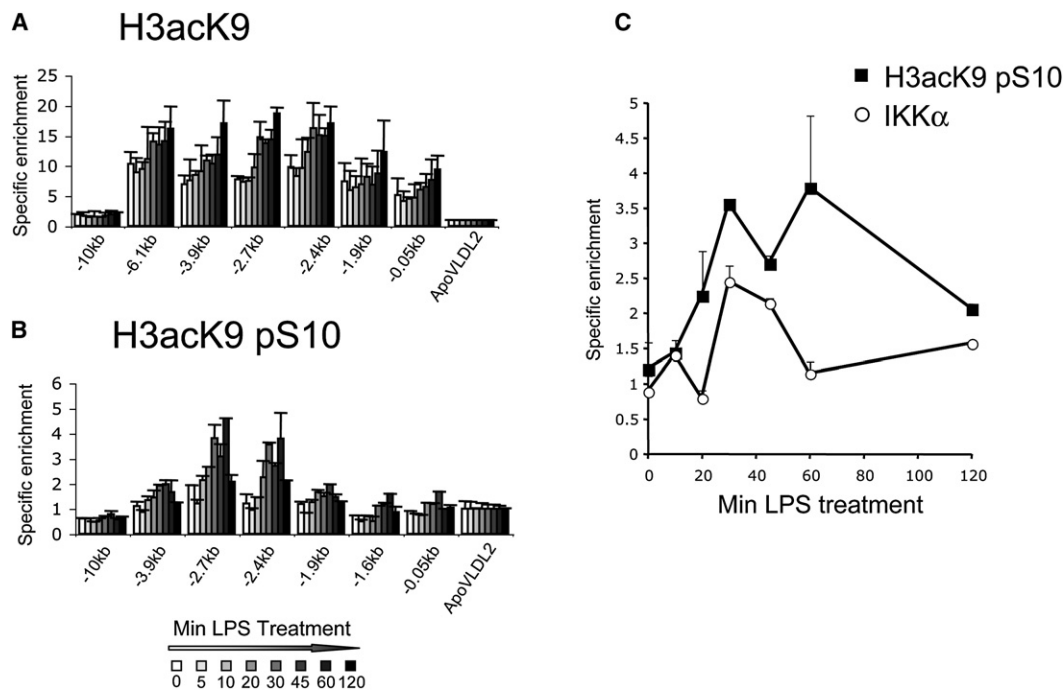 A
H3acK9
Specific enrichment
25
20
15
10
5
0
-10kb
-6.1kb
-3.9kb
-2.7kb
-2.4kb
-1.9kb
-0.05kb
ApoVLDL2
B
H3acK9 pS10
Specific enrichment
6
5
4
3
2
1
0
-10kb
-3.9kb
-2.7kb
-2.4kb
-1.9kb
-1.6kb
-0.05kb
ApoVLDL2
Min LPS Treatment
0 5 10 20 30 45 60 120
C
H3acK9 pS10
IKKα
Specific enrichment
5
4.5
4
3.5
3
2.5
2
1.5
1
0.5
0
0 20 40 60 80 100 120
Min LPS treatment